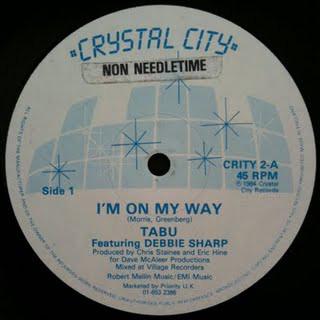 CRYSTAL CITY
NON NEEDLETIME
CRITY 2-A
45 RPM
℗ 1984 Crystal
City Records
Side 1
I'M ON MY WAY
(Morris, Greenberg)
TABU
Featuring DEBBIE SHARP
Produced by Chris Staines and Eric Hine
for Dave McAleer Productions
Mixed at Village Recorders
Robert Mellin Music/EMI Music
Marketed by Priority U.K.
01-653 2386